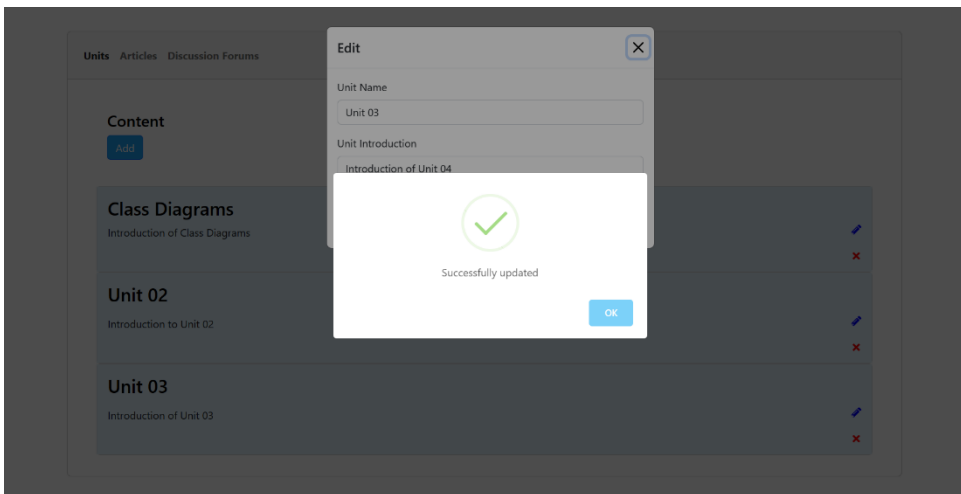 Units Articles Discussion Forums
Edit
Unit Name
Unit 03
Unit Introduction
Introduction of Unit 04
Content
Add
Successfully updated
OK
Class Diagrams
Introduction of Class Diagrams
Unit 02
Introduction to Unit 02
Unit 03
Introduction of Unit 03